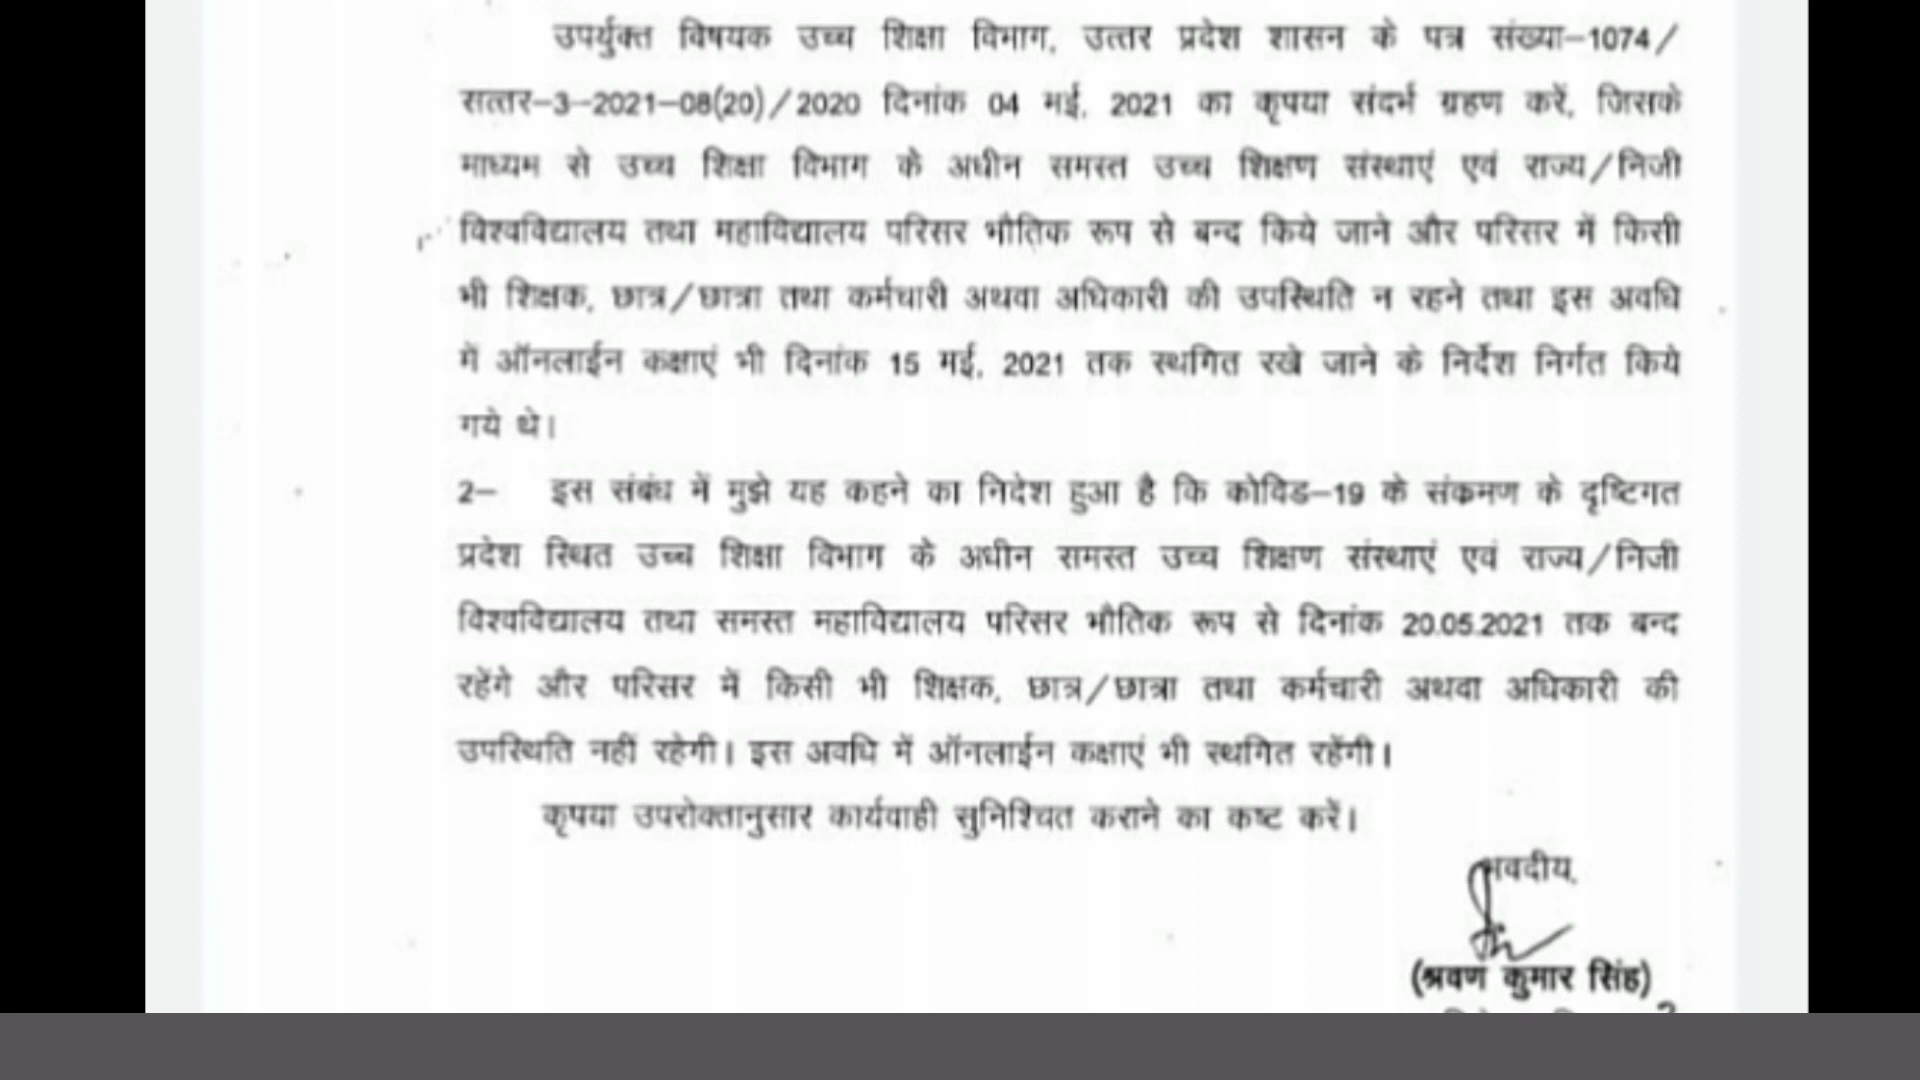 उपर्युक्त विषयक उच्च शिक्षा विभाग, उत्तर प्रदेश शासन के पत्र संख्या–1074/
सत्तर–3–2021–08(20)/2020 दिनांक 04 मई, 2021 का कृपया संदर्भ ग्रहण करें, जिसके
माध्यम से उच्च शिक्षा विभाग के अधीन समस्त उच्च शिक्षण संस्थाएं एवं राज्य/निजी
विश्वविद्यालय तथा महाविद्यालय परिसर भौतिक रूप से बन्द किये जाने और परिसर में किसी
भी शिक्षक, छात्र/छात्रा तथा कर्मचारी अथवा अधिकारी की उपस्थिति न रहने तथा इस अवधि
में ऑनलाईन कक्षाएं भी दिनांक 15 मई, 2021 तक स्थगित रखे जाने के निर्देश निर्गत किये
गये थे।
2– इस संबंध में मुझे यह कहने का निदेश हुआ है कि कोविड–19 के संकमण के दृष्टिगत
प्रदेश स्थित उच्च शिक्षा विभाग के अधीन समस्त उच्च शिक्षण संस्थाएं एवं राज्य/निजी
विश्वविद्यालय तथा समस्त महाविद्यालय परिसर भौतिक रूप से दिनांक 20.05.2021 तक बन्द
रहेंगे और परिसर में किसी भी शिक्षक, छात्र/छात्रा तथा कर्मचारी अथवा अधिकारी की
उपस्थिति नहीं रहेगी। इस अवधि में ऑनलाईन कक्षाएं भी स्थगित रहेंगी।
कृपया उपरोक्तानुसार कार्यवाही सुनिश्चित कराने का कष्ट करें।
भवदीय,
(श्रवण कुमार सिंह)